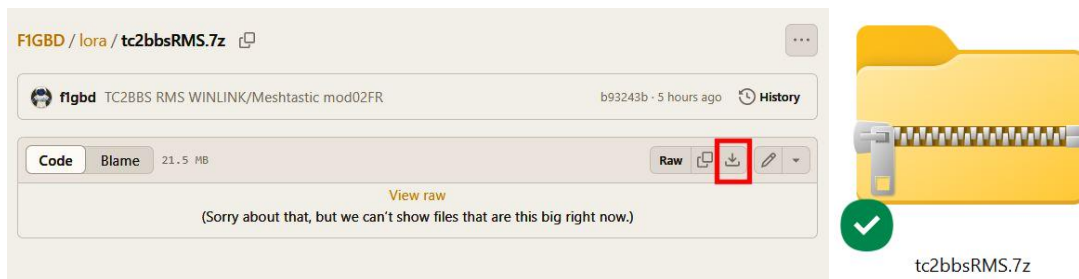 F1GBD / lora / tc2bbsRMS.7z
f1gbd TC2BBS RMS WINLINK/Meshtastic mod02FR b93243b · 5 hours ago History
Code Blame 21.5 MB Raw
View raw
(Sorry about that, but we can't show files that are this big right now.)
tc2bbsRMS.7z